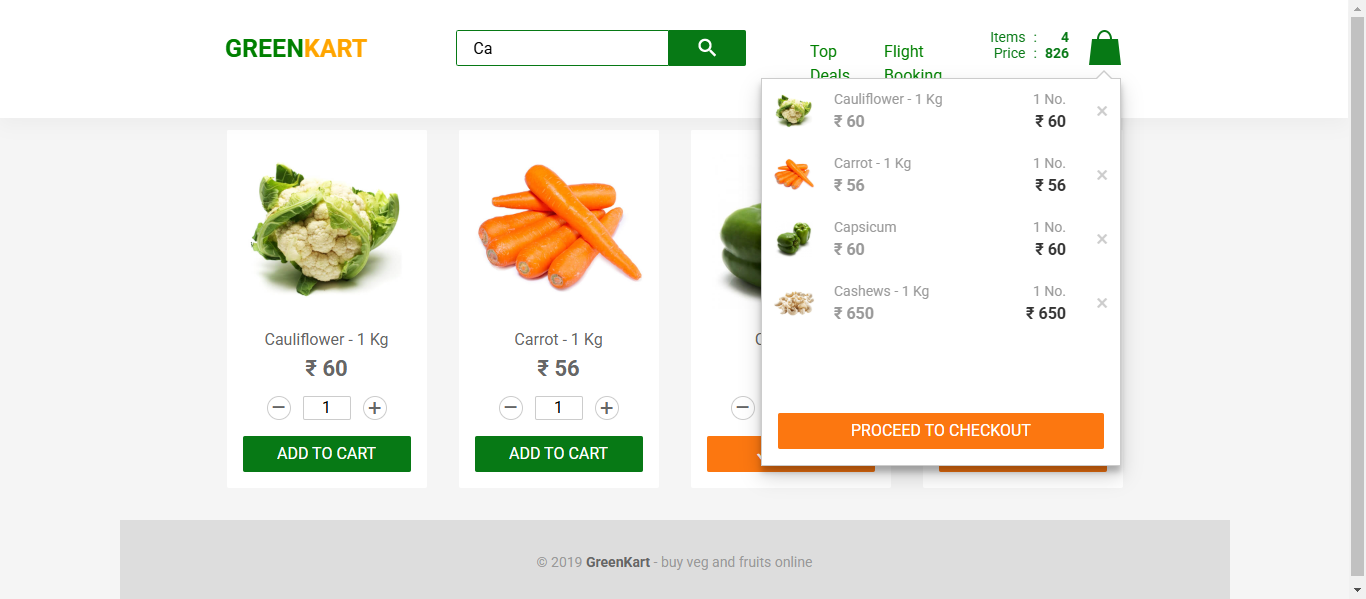 GREENKART
Ca
Top Deals
Flight Booking
Items : 4
Price : 826
Cauliflower - 1 Kg 1 No. ×
₹ 60 ₹ 60
Carrot - 1 Kg 1 No. ×
₹ 56 ₹ 56
Capsicum 1 No. ×
₹ 60 ₹ 60
Cashews - 1 Kg 1 No. ×
₹ 650 ₹ 650
PROCEED TO CHECKOUT
Cauliflower - 1 Kg
₹ 60
− 1 +
ADD TO CART
Carrot - 1 Kg
₹ 56
− 1 +
ADD TO CART
© 2019 GreenKart - buy veg and fruits online